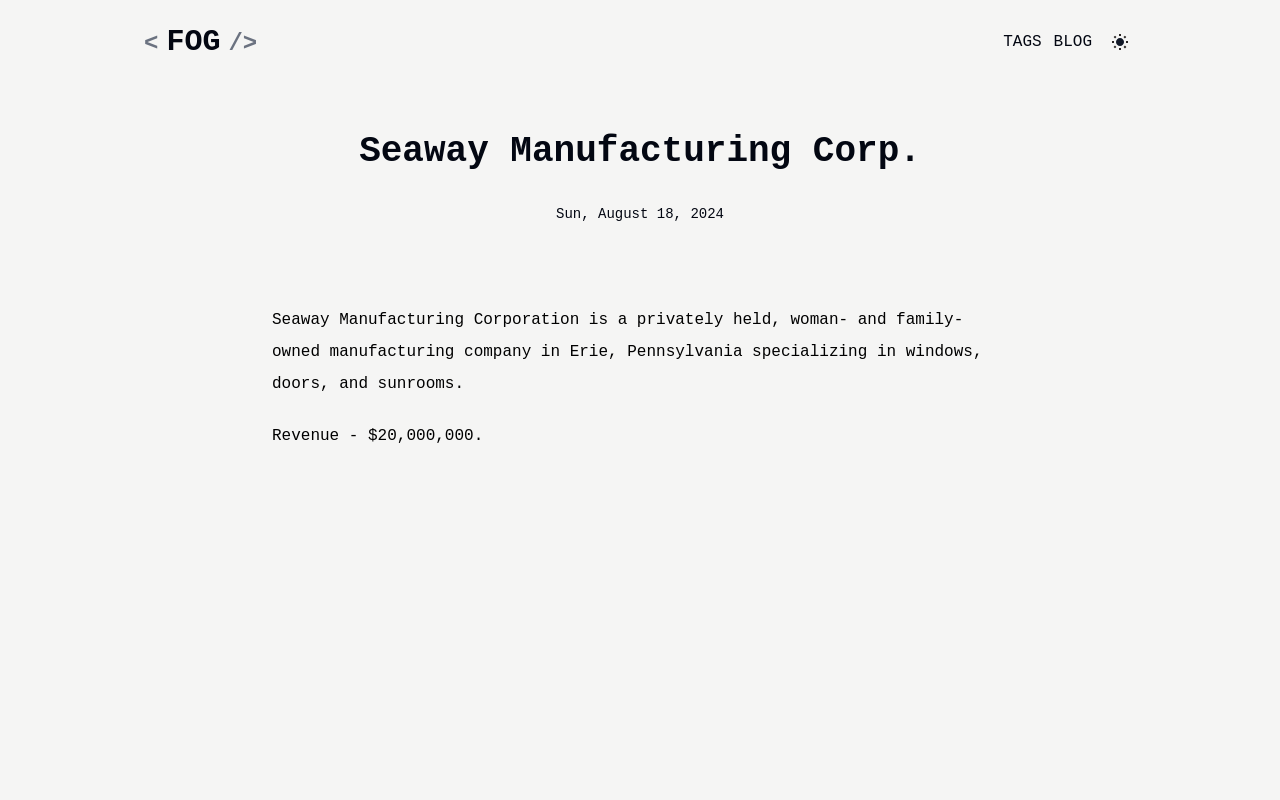 < FOG />
TAGS BLOG
Seaway Manufacturing Corp.
Sun, August 18, 2024
Seaway Manufacturing Corporation is a privately held, woman- and family-
owned manufacturing company in Erie, Pennsylvania specializing in windows,
doors, and sunrooms.
Revenue - $20,000,000.